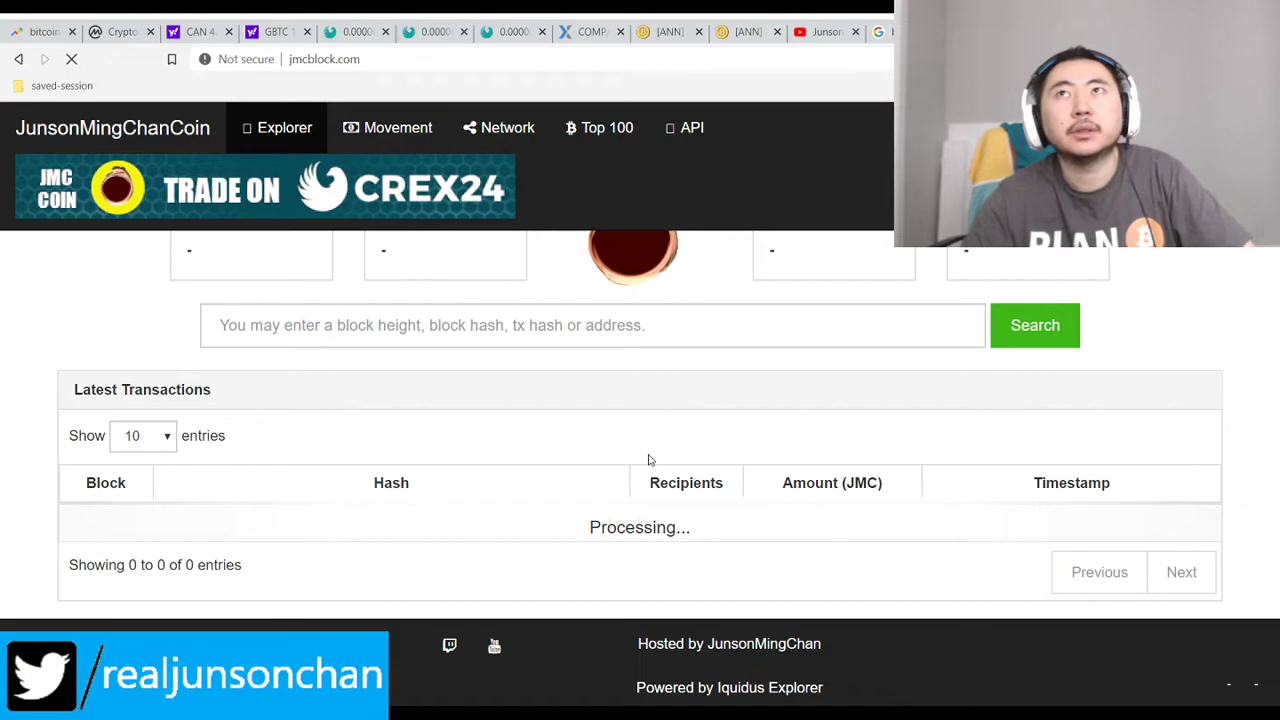 bitcoin
Crypto
CAN 4.
GBTC 1
0.0000
0.0000
0.0000
COMPA
[ANN]
[ANN]
Junson
Not secure | jmcblock.com
saved-session
JunsonMingChanCoin
Explorer
Movement
Network
Top 100
API
JMC
COIN
TRADE ON
CREX24
PLAN
-
-
-
-
You may enter a block height, block hash, tx hash or address.
Search
Latest Transactions
Show 10 entries
Block
Hash
Recipients
Amount (JMC)
Timestamp
Processing...
Showing 0 to 0 of 0 entries
Previous
Next
Hosted by JunsonMingChan
Powered by Iquidus Explorer
- -
/realjunsonchan